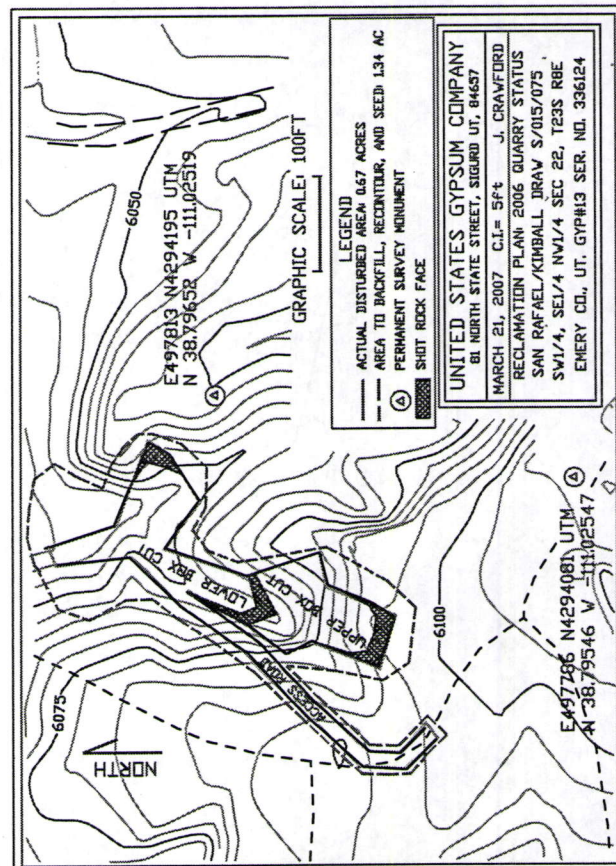 6050
E497813 N4294195 UTM
N 38.79652 W -111.02519
GRAPHIC SCALE: 100FT
LEGEND
ACTUAL DISTURBED AREA: 0.67 ACRES
AREA TO BACKFILL, RECONTOUR, AND SEED: 1.34 AC
PERMANENT SURVEY MONUMENT
SHOT ROCK FACE
UNITED STATES GYPSUM COMPANY
81 NORTH STATE STREET, SIGURD UT, 84657
MARCH 21, 2007 C.I.= 5ft J. CRAWFORD
RECLAMATION PLAN: 2006 QUARRY STATUS
SAN RAFAEL/KIMBALL DRAW S/015/075
SW1/4, SE1/4 NW1/4 SEC 22, T23S R8E
EMERY CO., UT. GYP#13 SER. NO. 336124
LOWER BOX CUT
UPPER BOX CUT
ACCESS ROAD
6100
E497786 N4294081 UTM
N 38.79546 W -111.02547
6075
NORTH